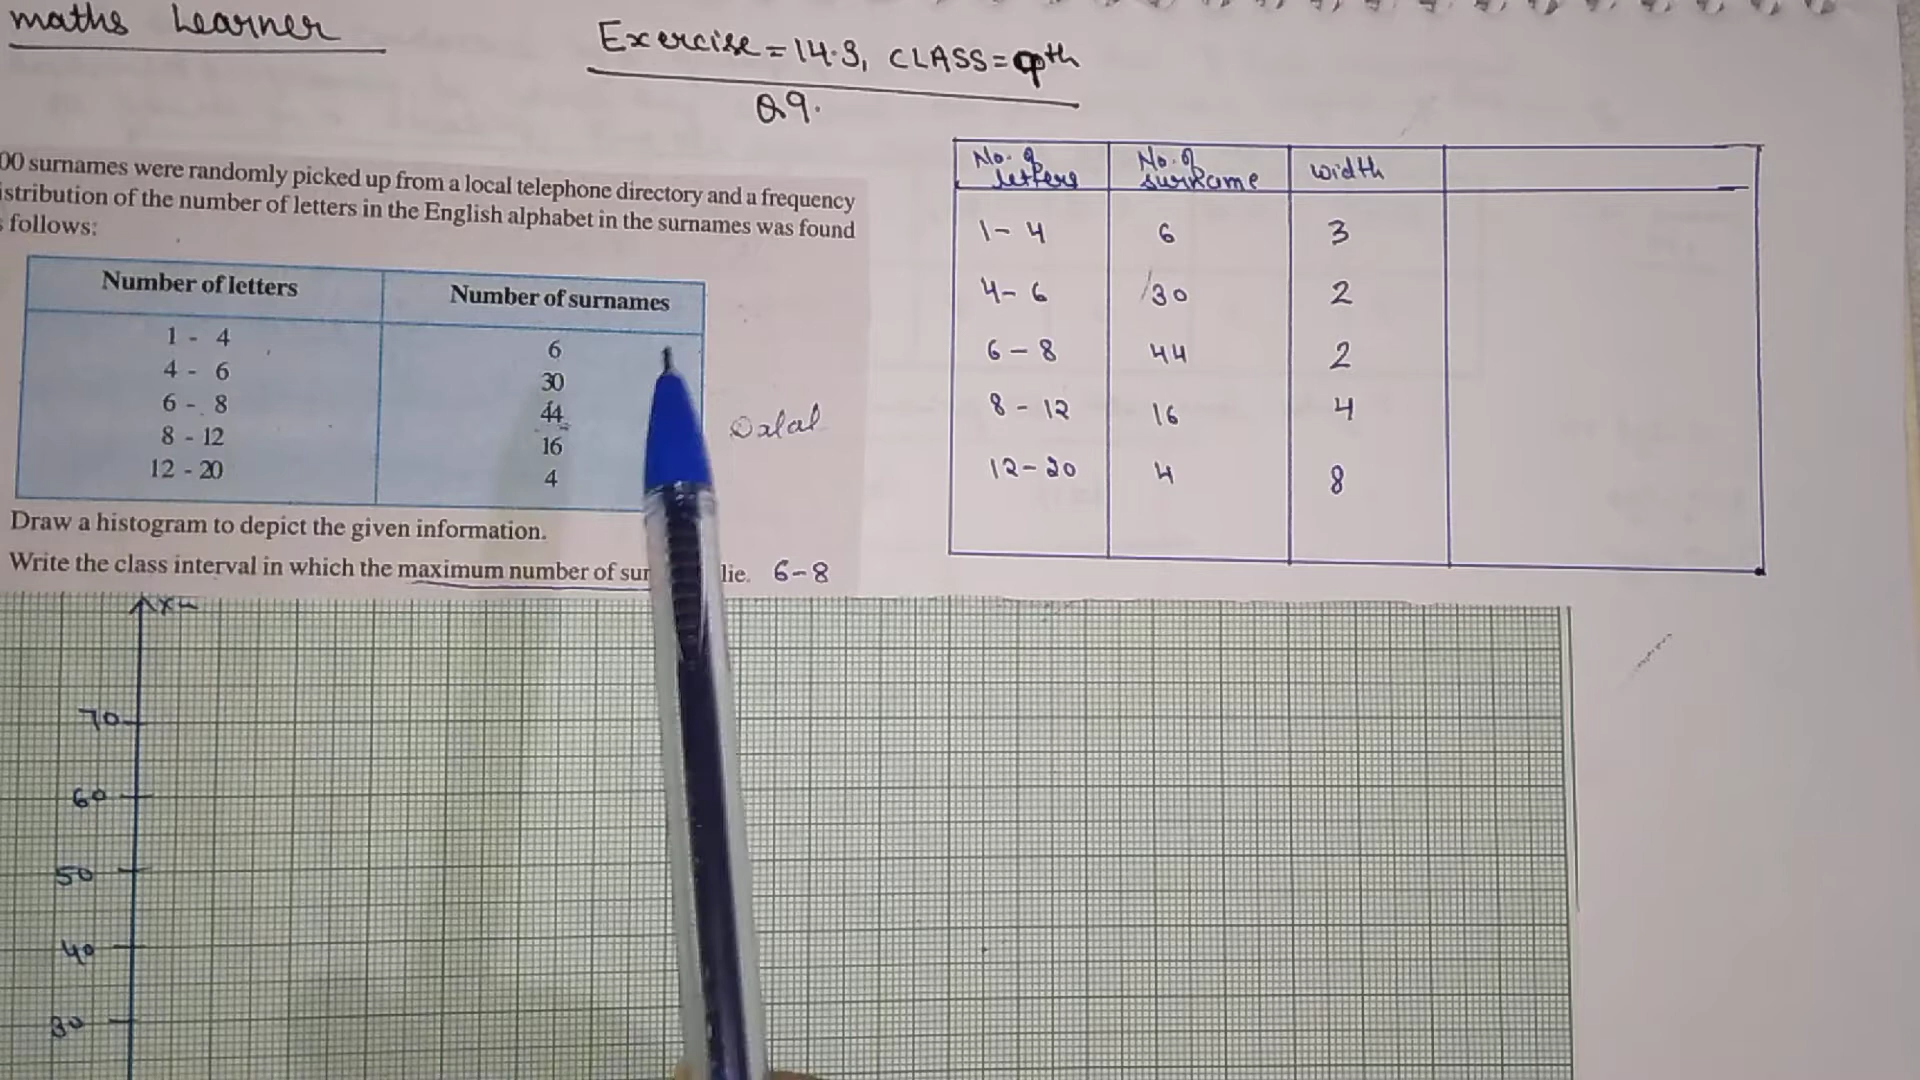 maths Learner
Exercise = 14.3, CLASS = 9th
Q9.
00 surnames were randomly picked up from a local telephone directory and a frequency
istribution of the number of letters in the English alphabet in the surnames was found
follows:
Number of letters Number of surnames
1 - 4 6
4 - 6 30
6 - 8 44
8 - 12 16
12 - 20 4
Draw a histogram to depict the given information.
Write the class interval in which the maximum number of sur lie. 6-8
No. of letters No. of surname width
1-4 6 3
4-6 30 2
6-8 44 2
8-12 16 4
12-20 4 8
70
60
50
40
30